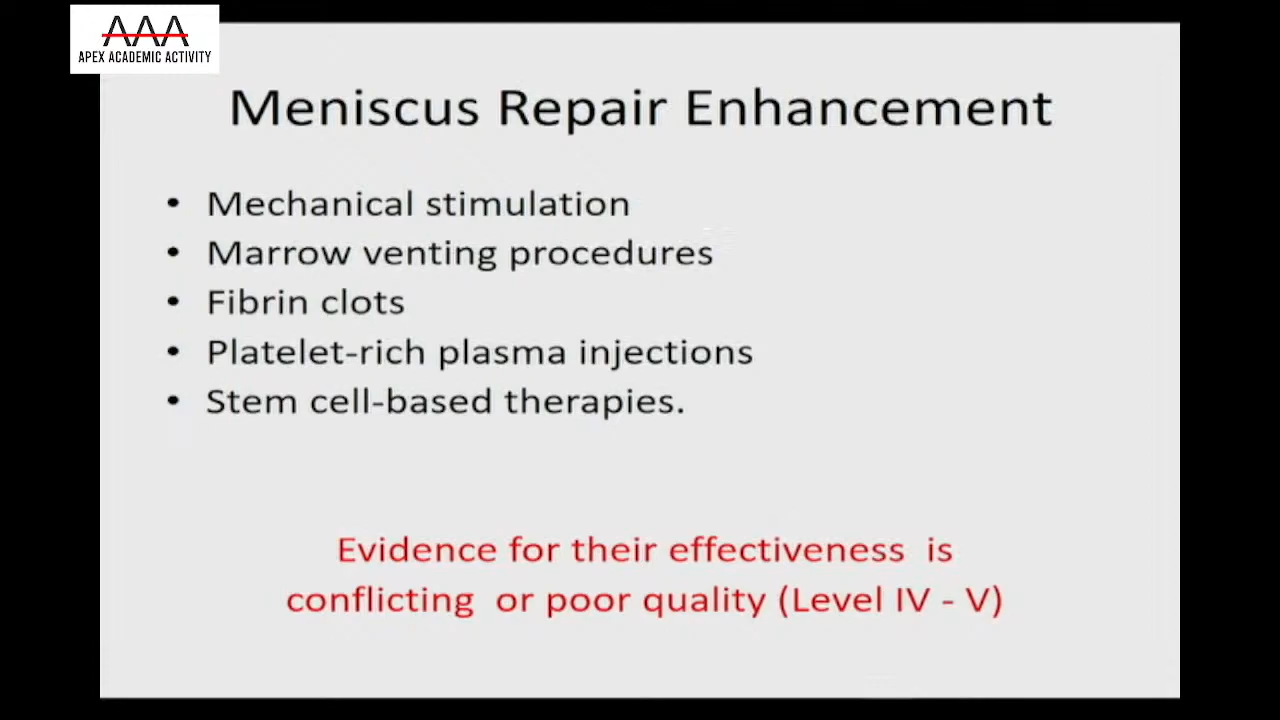 AAA
APEX ACADEMIC ACTIVITY
Meniscus Repair Enhancement
• Mechanical stimulation
• Marrow venting procedures
• Fibrin clots
• Platelet-rich plasma injections
• Stem cell-based therapies.
Evidence for their effectiveness is
conflicting or poor quality (Level IV - V)